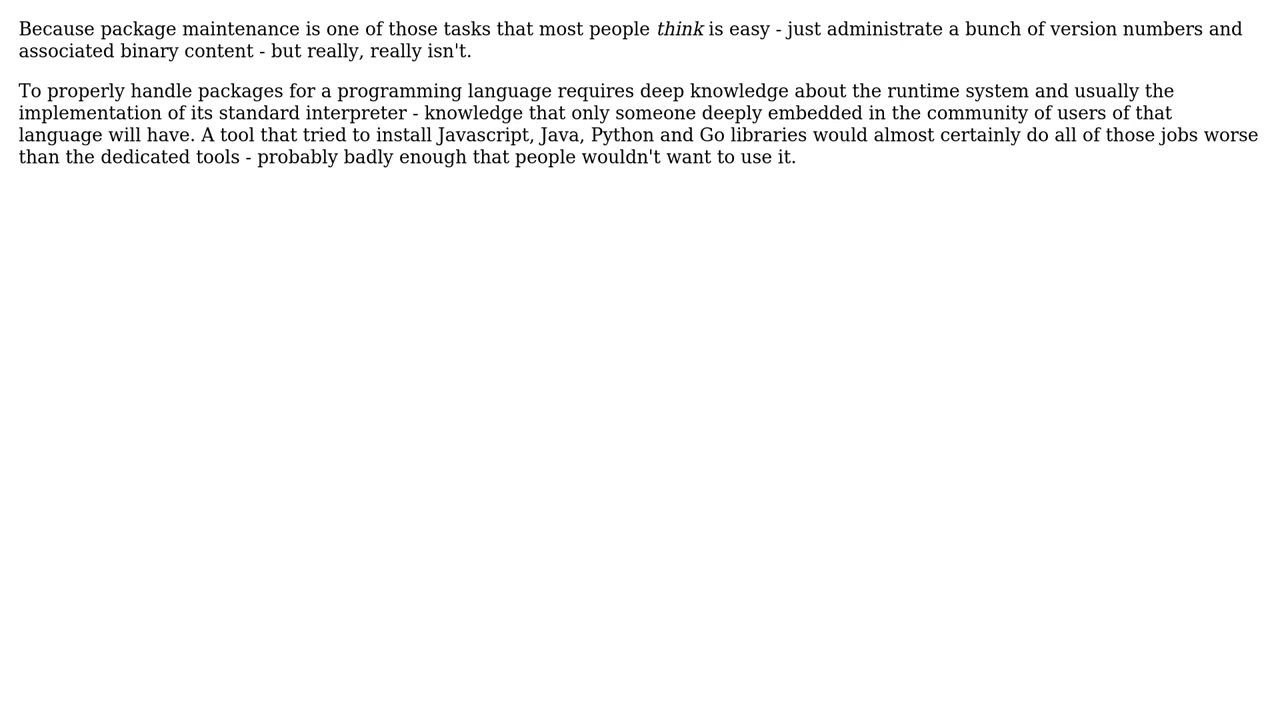 Because package maintenance is one of those tasks that most people think is easy - just administrate a bunch of version numbers and
associated binary content - but really, really isn't.
To properly handle packages for a programming language requires deep knowledge about the runtime system and usually the
implementation of its standard interpreter - knowledge that only someone deeply embedded in the community of users of that
language will have. A tool that tried to install Javascript, Java, Python and Go libraries would almost certainly do all of those jobs worse
than the dedicated tools - probably badly enough that people wouldn't want to use it.